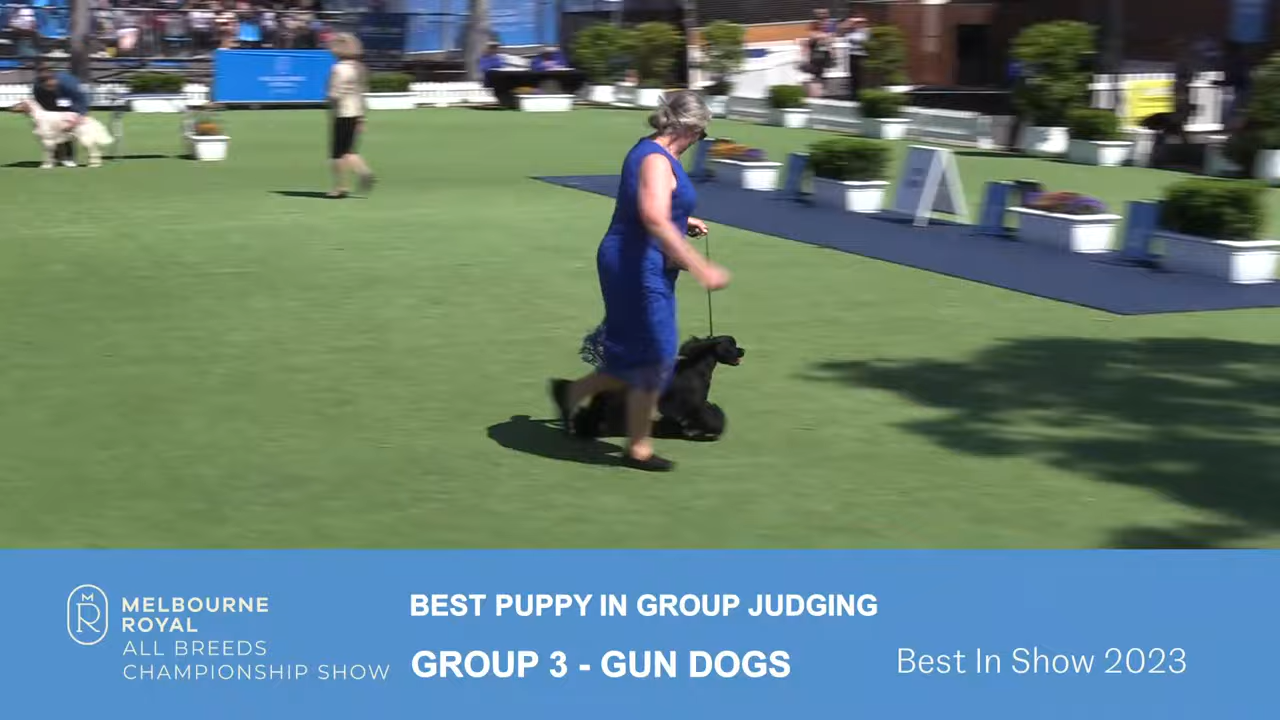 MELBOURNE
ROYAL
ALL BREEDS
CHAMPIONSHIP SHOW
BEST PUPPY IN GROUP JUDGING
GROUP 3 - GUN DOGS
Best In Show 2023